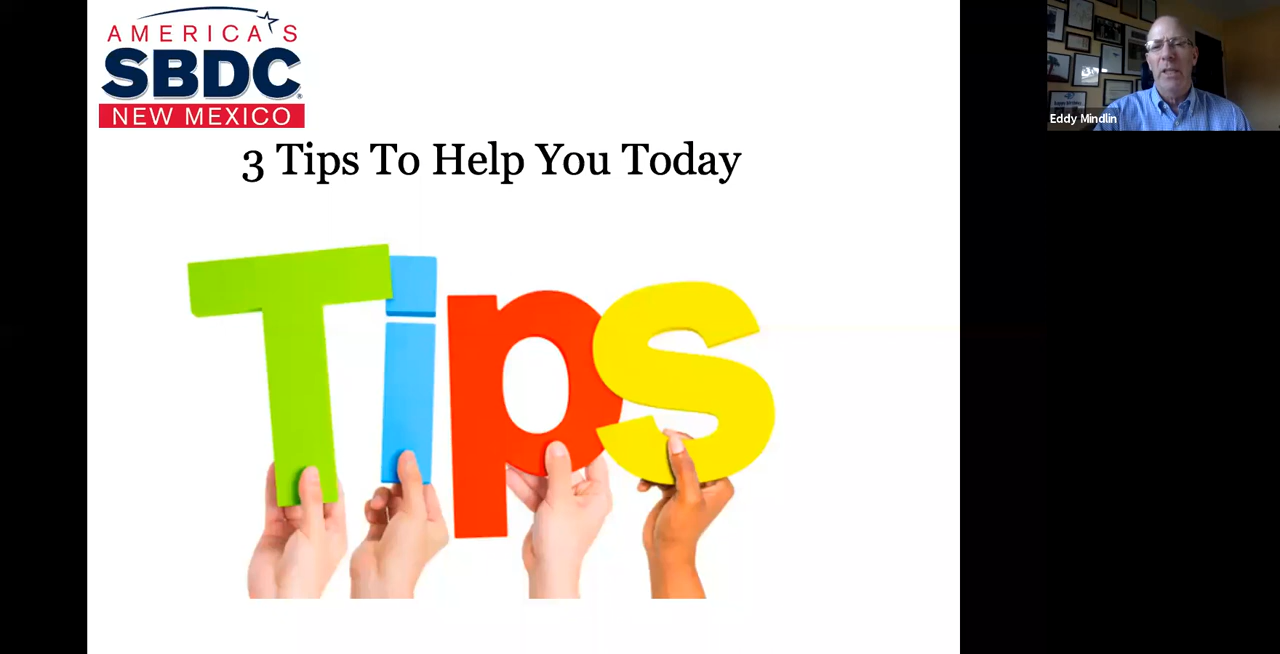 AMERICA'S
SBDC
NEW MEXICO
3 Tips To Help You Today
Tips
Eddy Mindlin